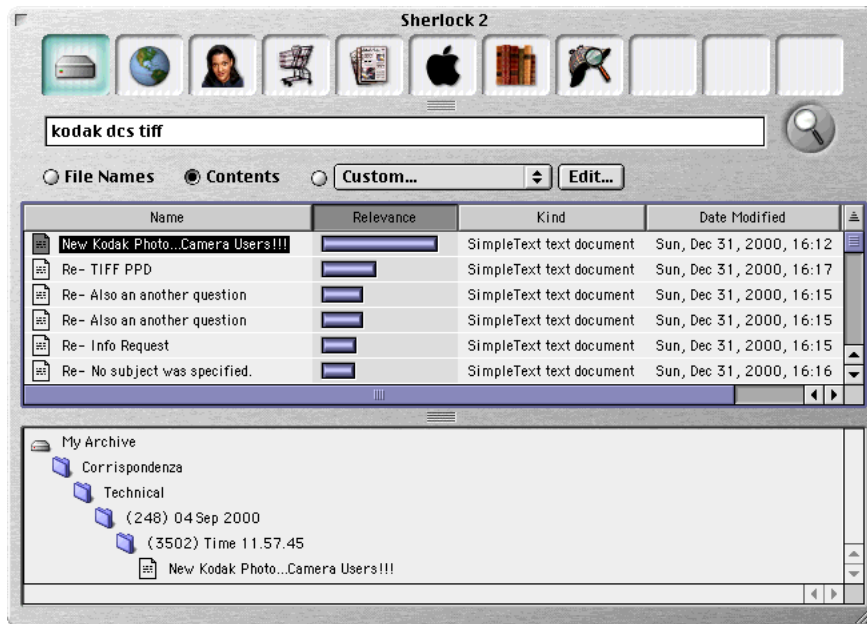 Sherlock 2
kodak dcs tiff
File Names Contents Custom... Edit...
Name Relevance Kind Date Modified
New Kodak Photo...Camera Users!!! SimpleText text document Sun, Dec 31, 2000, 16:12
Re- TIFF PPD SimpleText text document Sun, Dec 31, 2000, 16:17
Re- Also an another question SimpleText text document Sun, Dec 31, 2000, 16:15
Re- Also an another question SimpleText text document Sun, Dec 31, 2000, 16:15
Re- Info Request SimpleText text document Sun, Dec 31, 2000, 16:15
Re- No subject was specified. SimpleText text document Sun, Dec 31, 2000, 16:16
My Archive
Corrispondenza
Technical
(248) 04 Sep 2000
(3502) Time 11.57.45
New Kodak Photo...Camera Users!!!